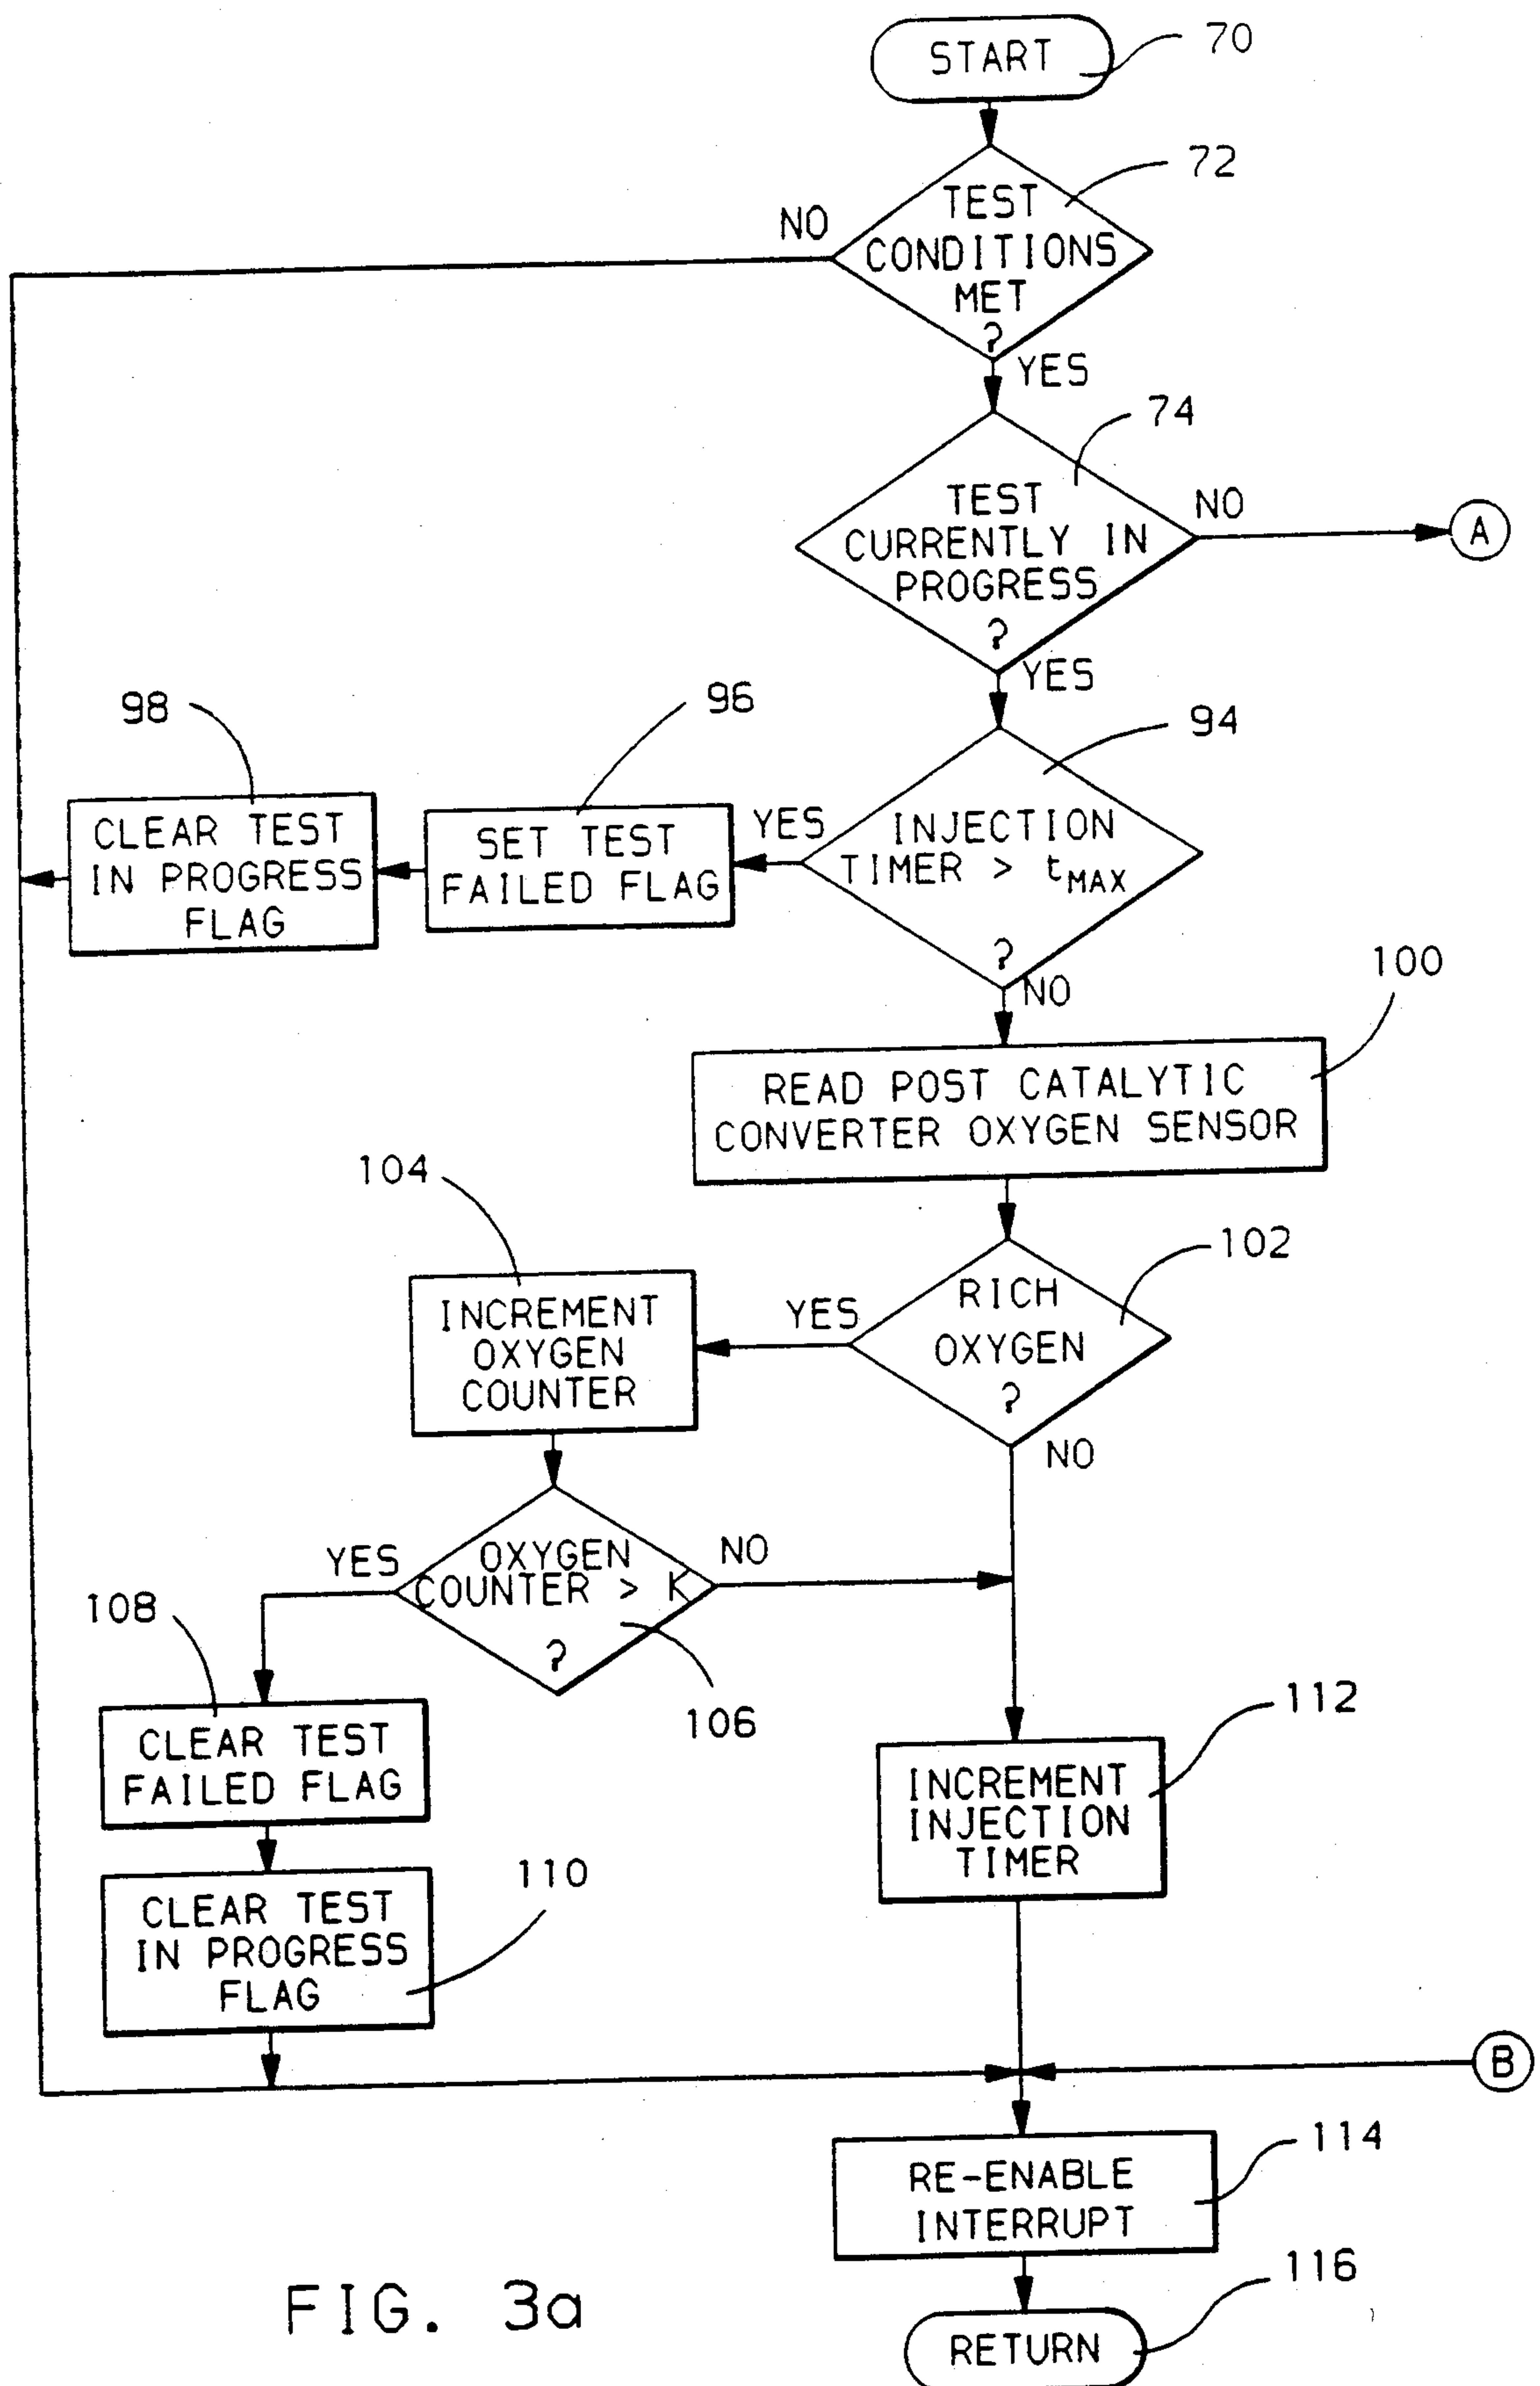 START
70
72
TEST
CONDITIONS
MET
?
NO
YES
74
TEST
CURRENTLY IN
PROGRESS
?
NO
A
YES
98
96
94
CLEAR TEST
IN PROGRESS
FLAG
SET TEST
FAILED FLAG
YES
INJECTION
TIMER > tMAX
?
NO
100
READ POST CATALYTIC
CONVERTER OXYGEN SENSOR
104
102
INCREMENT
OXYGEN
COUNTER
YES
RICH
OXYGEN
?
NO
YES
OXYGEN
COUNTER > K
?
NO
108
106
112
CLEAR TEST
FAILED FLAG
INCREMENT
INJECTION
TIMER
110
CLEAR TEST
IN PROGRESS
FLAG
B
114
RE-ENABLE
INTERRUPT
116
RETURN
FIG. 3a